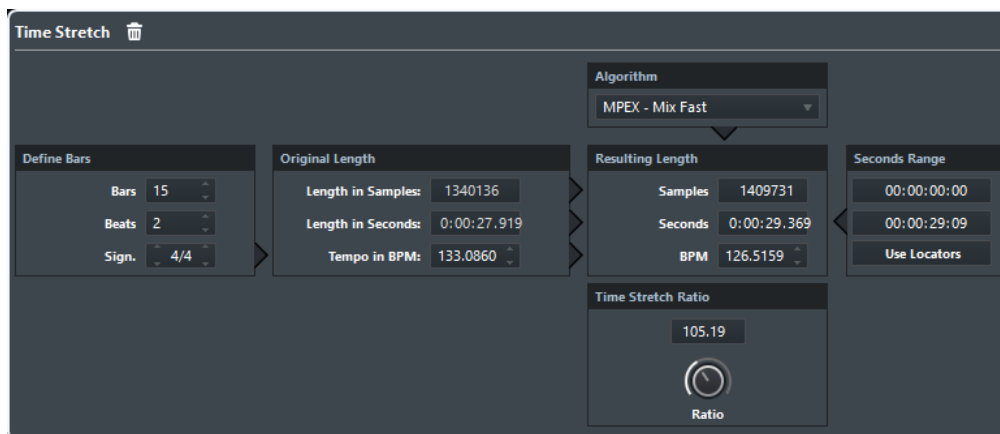 Time Stretch
Algorithm
MPEX - Mix Fast
Define Bars
Bars 15
Beats 2
Sign. 4/4
Original Length
Length in Samples: 1340136
Length in Seconds: 0:00:27.919
Tempo in BPM: 133.0860
Resulting Length
Samples 1409731
Seconds 0:00:29.369
BPM 126.5159
Seconds Range
00:00:00:00
00:00:29:09
Use Locators
Time Stretch Ratio
105.19
Ratio